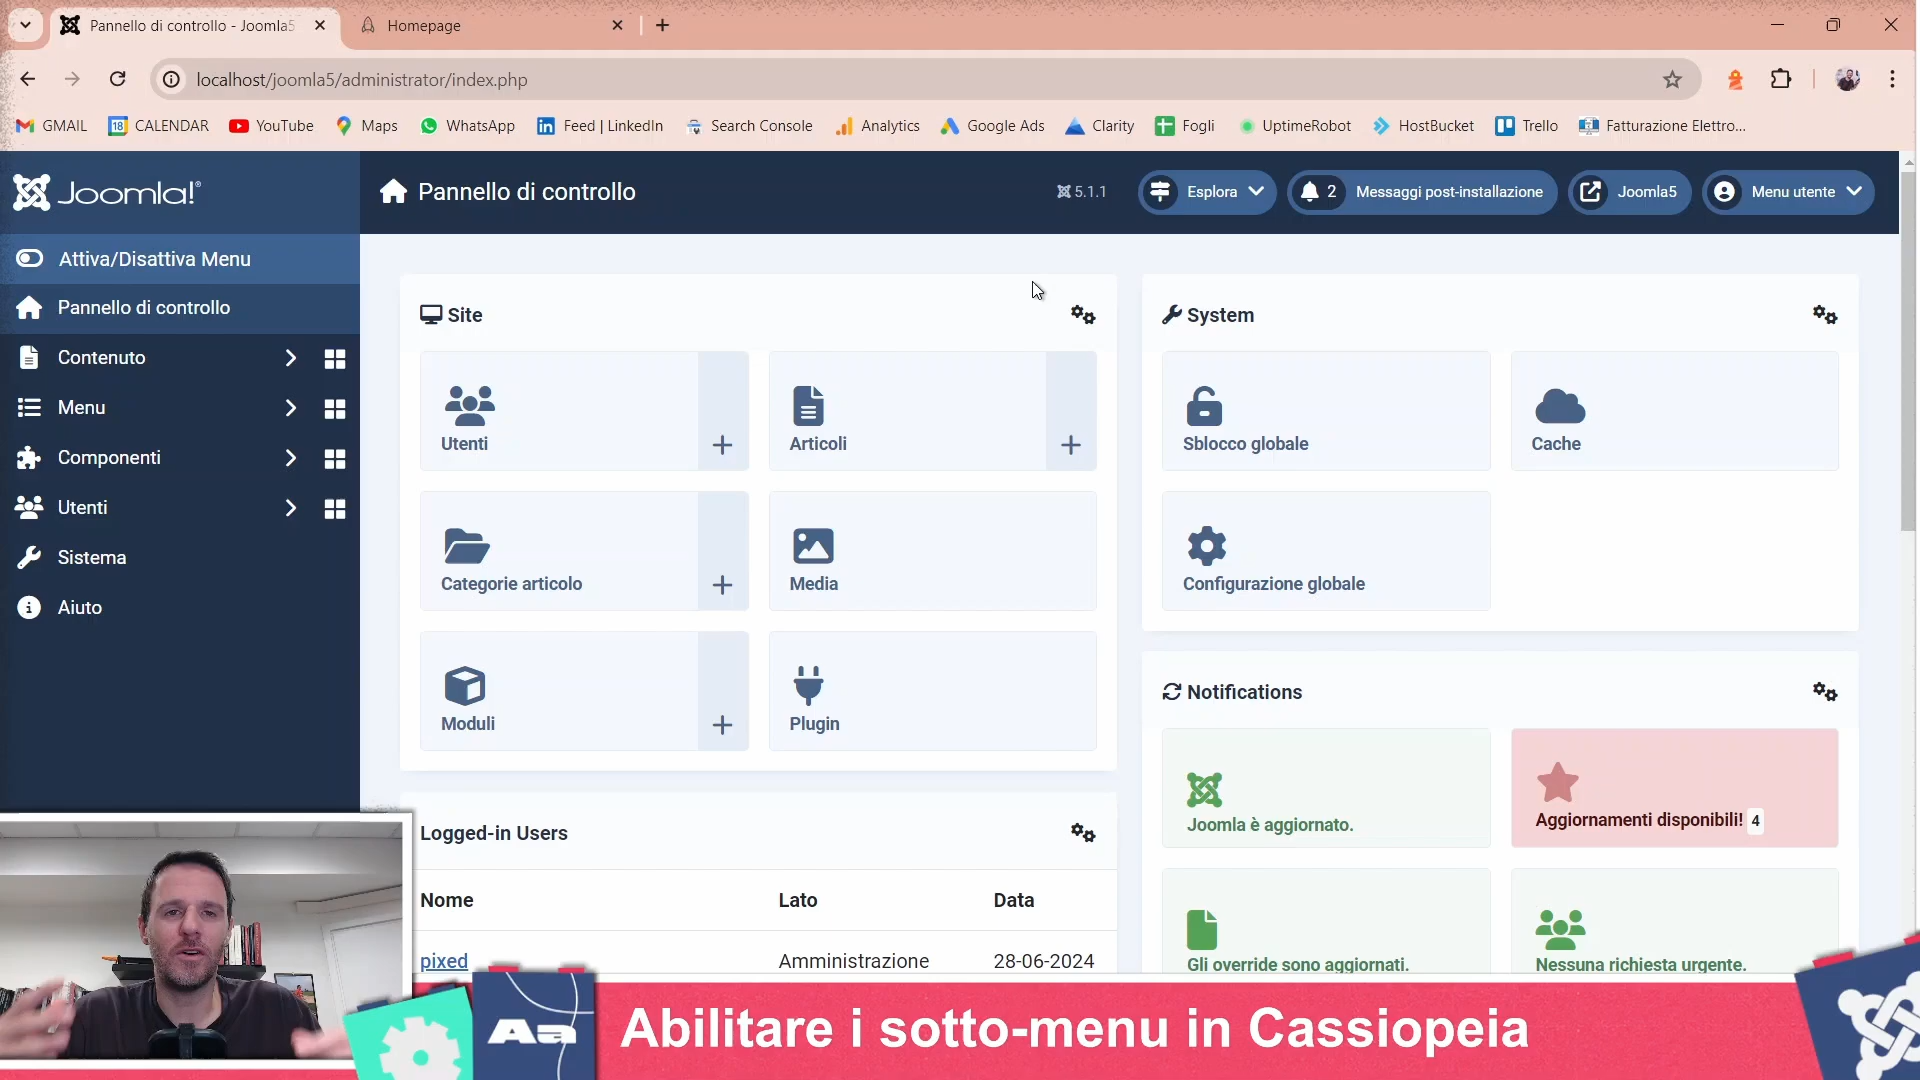 Pannello di controllo - Joomla5
Homepage
localhost/joomla5/administrator/index.php
GMAIL
18
CALENDAR
YouTube
Maps
WhatsApp
Feed | LinkedIn
Search Console
Analytics
Google Ads
Clarity
Fogli
UptimeRobot
HostBucket
Trello
Fatturazione Elettro...
Joomla!®
Pannello di controllo
5.1.1
Esplora
2
Messaggi post-installazione
Joomla5
Menu utente
Attiva/Disattiva Menu
Pannello di controllo
Contenuto
Menu
Componenti
Utenti
Sistema
Aiuto
Site
Utenti
Articoli
Categorie articolo
Media
Moduli
Plugin
System
Sblocco globale
Cache
Configurazione globale
Notifications
Joomla è aggiornato.
Aggiornamenti disponibili! 4
Gli override sono aggiornati.
Nessuna richiesta urgente.
Logged-in Users
Nome Lato Data
pixed Amministrazione 28-06-2024
Aa
Abilitare i sotto-menu in Cassiopeia